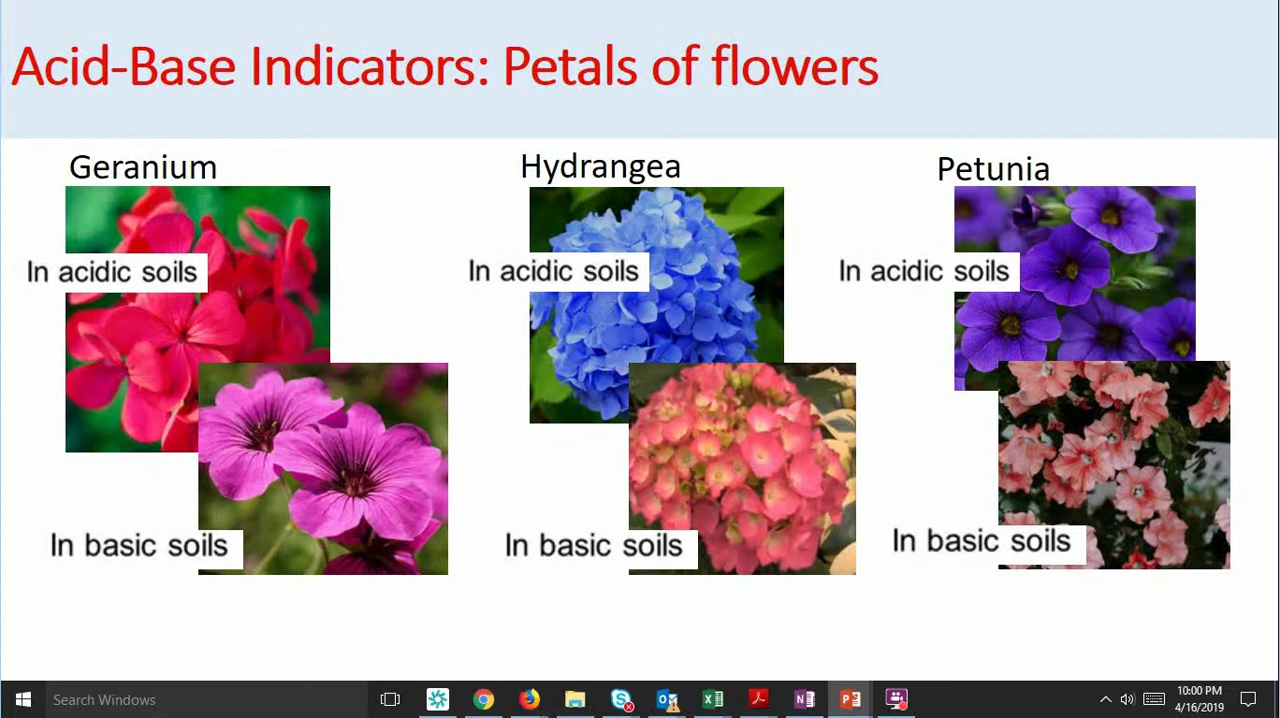 Acid-Base Indicators: Petals of flowers
Geranium
In acidic soils
In basic soils
Hydrangea
In acidic soils
In basic soils
Petunia
In acidic soils
In basic soils
Search Windows
10:00 PM
4/16/2019